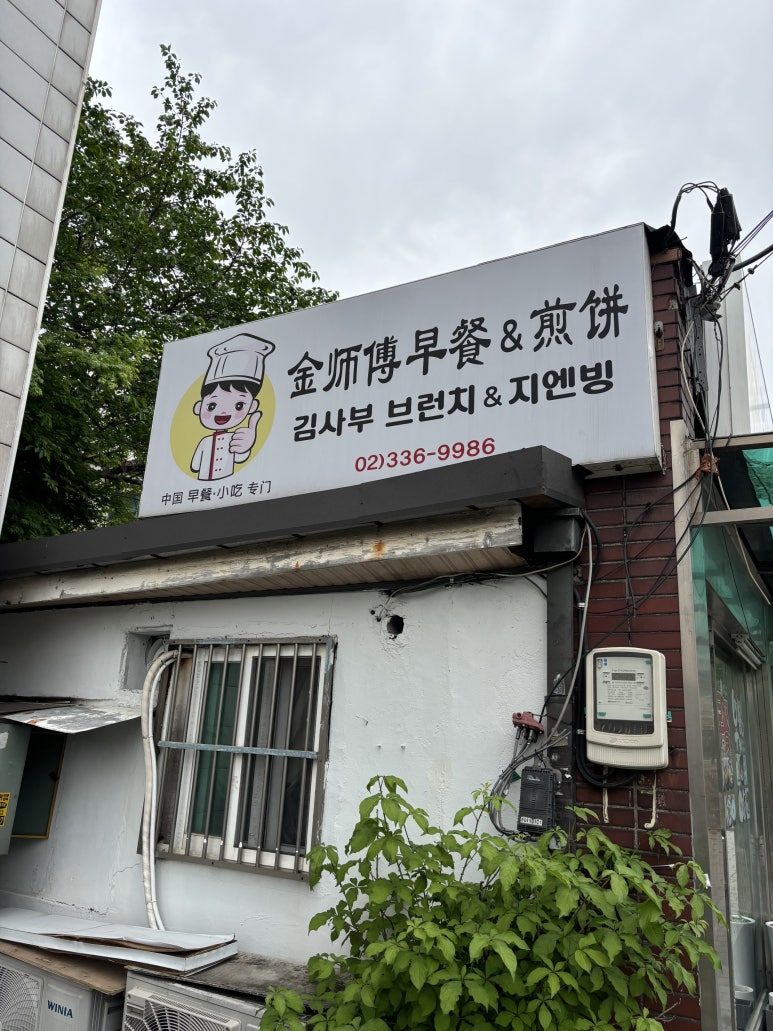 金师傅早餐&煎饼
김사부 브런치&지엔빙
02)336-9986
中国 早餐·小吃 专门
WINIA